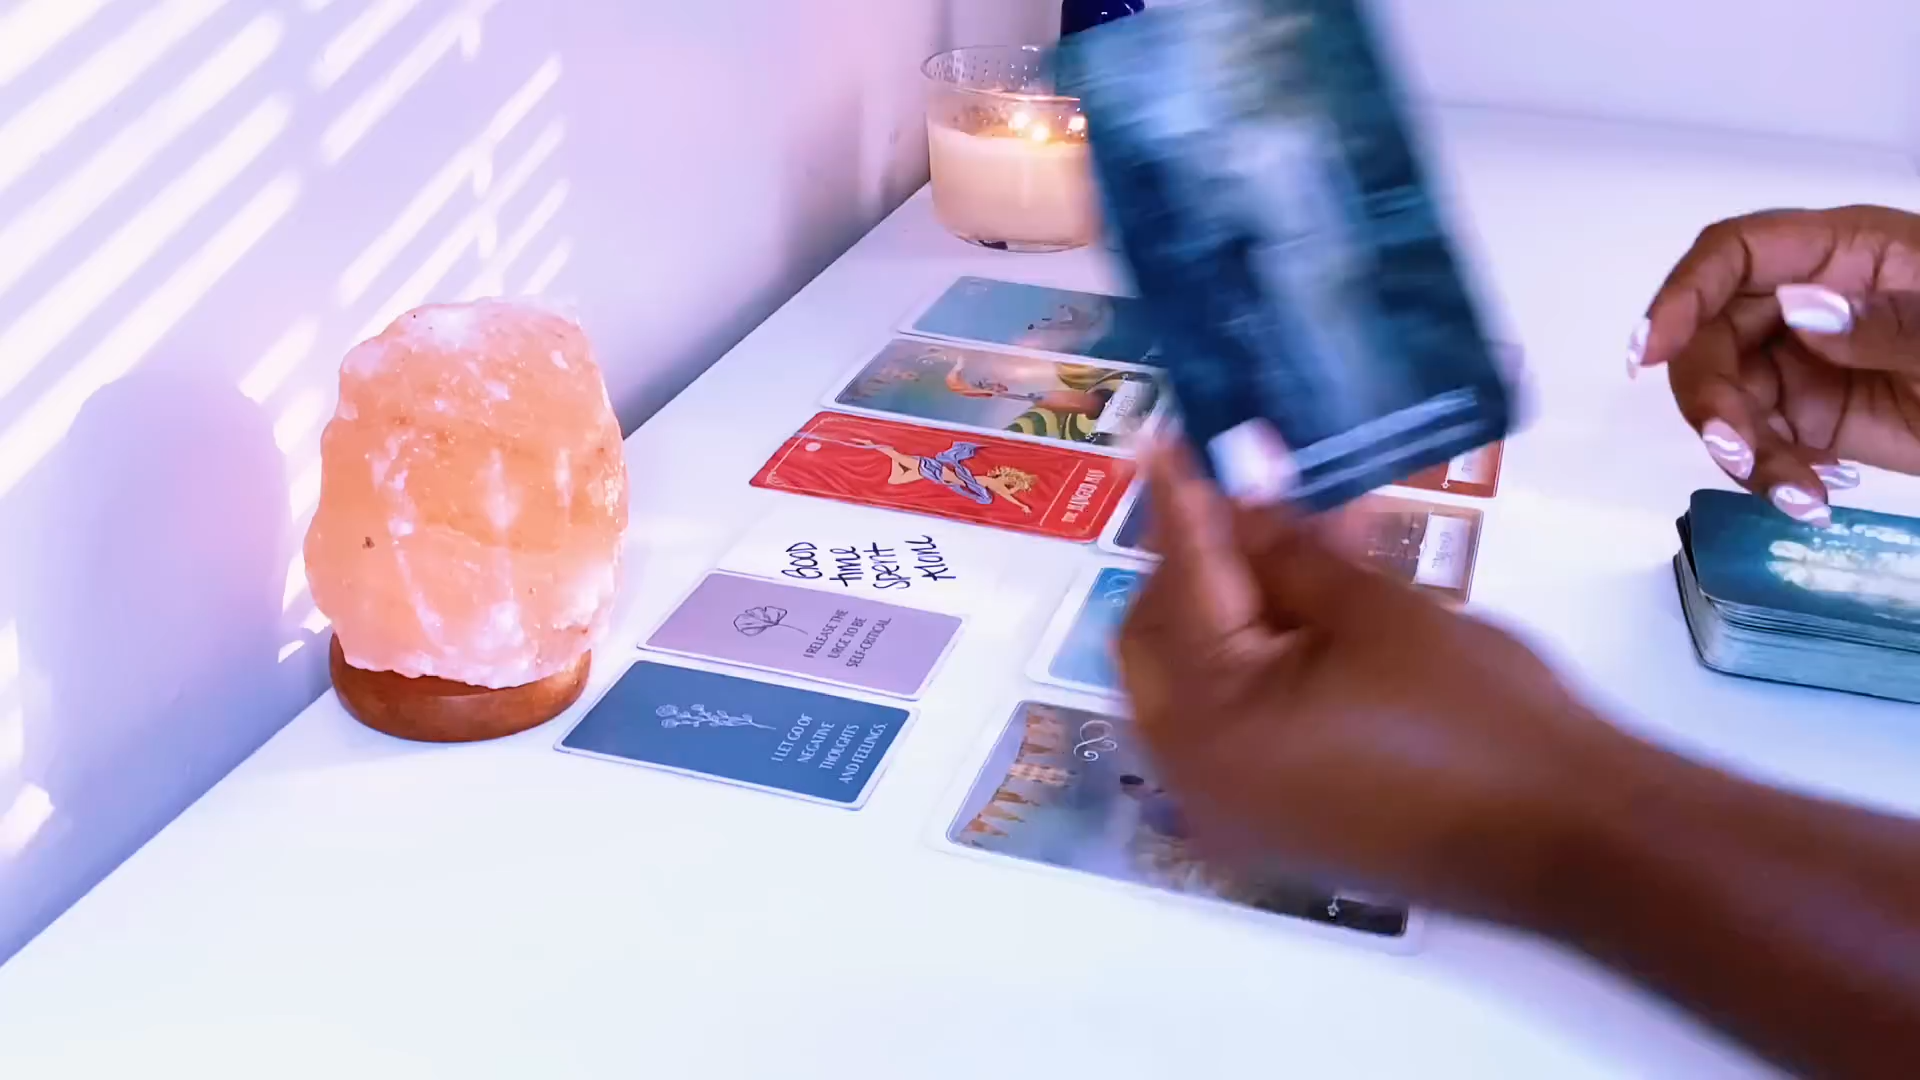 THE HANGED MAN
GOOD
time
spent
Alone
I RELEASE THE
URGE TO BE
SELF-CRITICAL
I LET GO OF
NEGATIVE
THOUGHTS
AND FEELINGS.